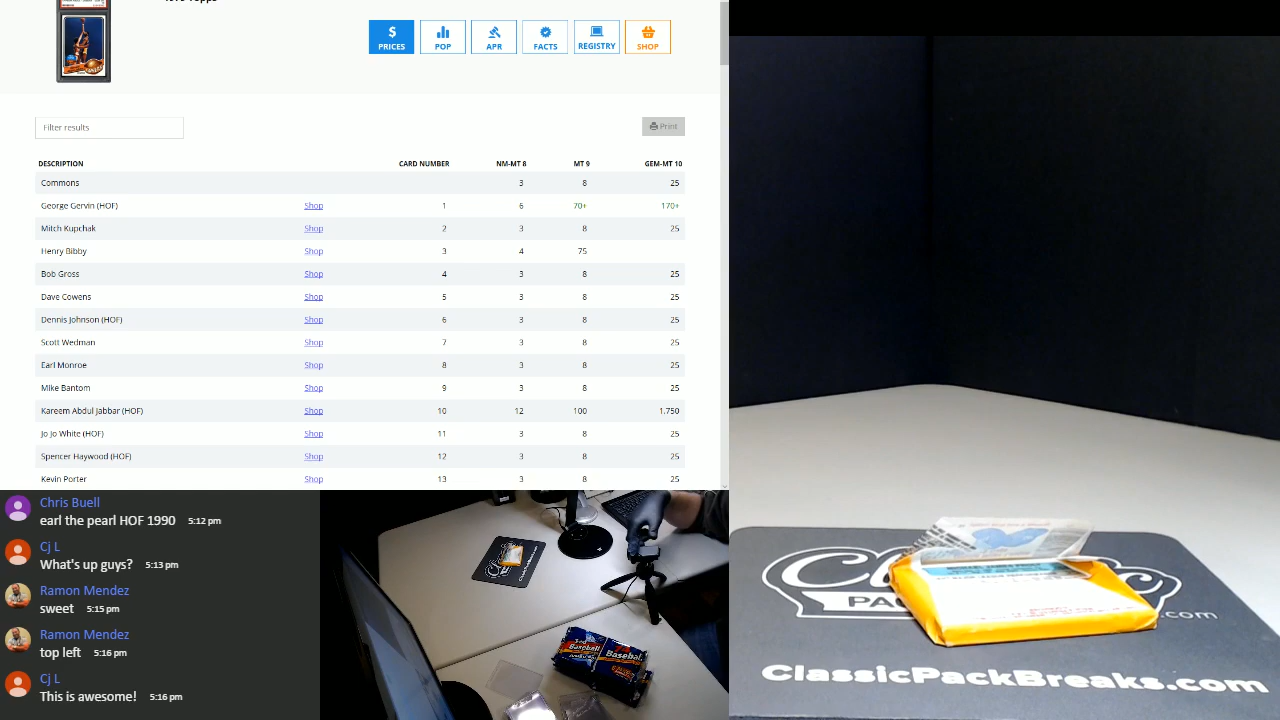 $ PRICES POP APR FACTS REGISTRY SHOP
Filter results Print
DESCRIPTION CARD NUMBER NM-MT 8 MT 9 GEM-MT 10
Commons 3 8 25
George Gervin (HOF) Shop 1 6 70+ 170+
Mitch Kupchak Shop 2 3 8 25
Henry Bibby Shop 3 4 75
Bob Gross Shop 4 3 8 25
Dave Cowens Shop 5 3 8 25
Dennis Johnson (HOF) Shop 6 3 8 25
Scott Wedman Shop 7 3 8 25
Earl Monroe Shop 8 3 8 25
Mike Bantom Shop 9 3 8 25
Kareem Abdul Jabbar (HOF) Shop 10 12 100 1,750
Jo Jo White (HOF) Shop 11 3 8 25
Spencer Haywood (HOF) Shop 12 3 8 25
Kevin Porter Shop 13 3 8 25
Chris Buell
earl the pearl HOF 1990 5:12 pm
Cj L
What's up guys? 5:13 pm
Ramon Mendez
sweet 5:15 pm
Ramon Mendez
top left 5:16 pm
Cj L
This is awesome! 5:16 pm
Baseball
Baseball
.com
ClassicPackBreaks.com